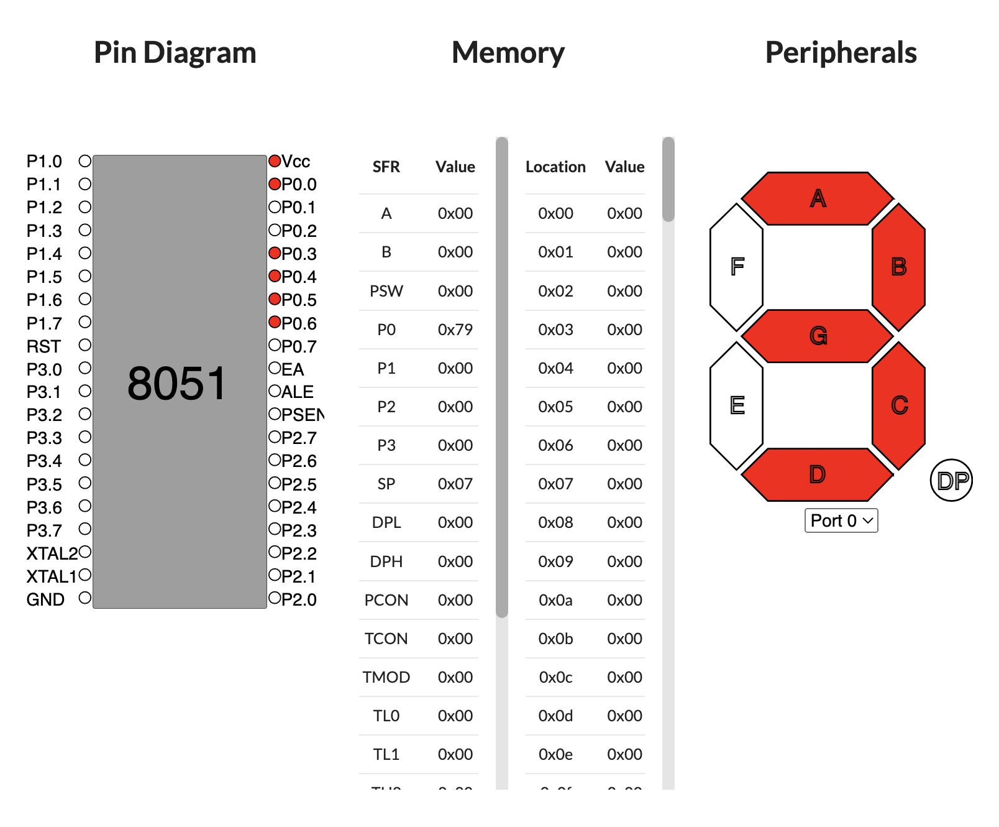 Pin Diagram
P1.0
P1.1
P1.2
P1.3
P1.4
P1.5
P1.6
P1.7
RST
P3.0
P3.1
P3.2
P3.3
P3.4
P3.5
P3.6
P3.7
XTAL2
XTAL1
GND
8051
Vcc
P0.0
P0.1
P0.2
P0.3
P0.4
P0.5
P0.6
P0.7
EA
ALE
PSEN
P2.7
P2.6
P2.5
P2.4
P2.3
P2.2
P2.1
P2.0
Memory
SFR Value
A 0x00
B 0x00
PSW 0x00
P0 0x79
P1 0x00
P2 0x00
P3 0x00
SP 0x07
DPL 0x00
DPH 0x00
PCON 0x00
TCON 0x00
TMOD 0x00
TL0 0x00
TL1 0x00
Location Value
0x00 0x00
0x01 0x00
0x02 0x00
0x03 0x00
0x04 0x00
0x05 0x00
0x06 0x00
0x07 0x00
0x08 0x00
0x09 0x00
0x0a 0x00
0x0b 0x00
0x0c 0x00
0x0d 0x00
0x0e 0x00
Peripherals
A
F B
G
E C
D
DP
Port 0